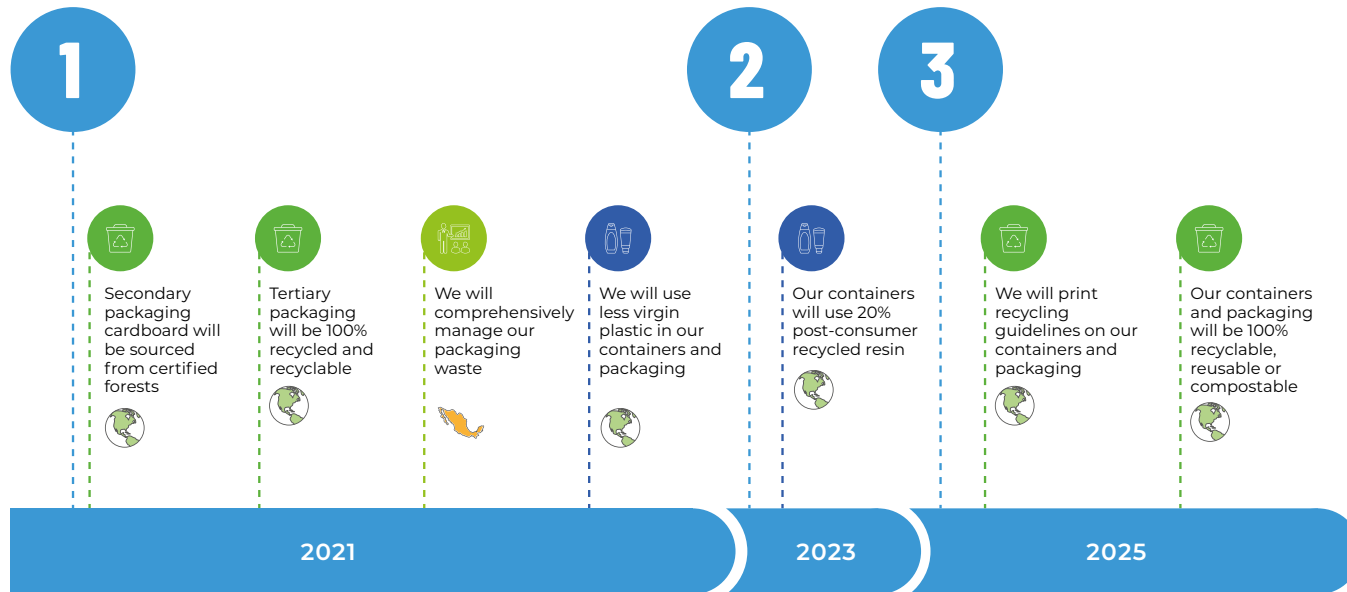 1
2
3
Secondary
packaging
cardboard will
be sourced
from certified
forests
Tertiary
packaging
will be 100%
recycled and
recyclable
We will
comprehensively
manage our
packaging
waste
We will use
less virgin
plastic in our
containers and
packaging
Our containers
will use 20%
post-consumer
recycled resin
We will print
recycling
guidelines on our
containers and
packaging
Our containers
and packaging
will be 100%
recyclable,
reusable or
compostable
2021
2023
2025